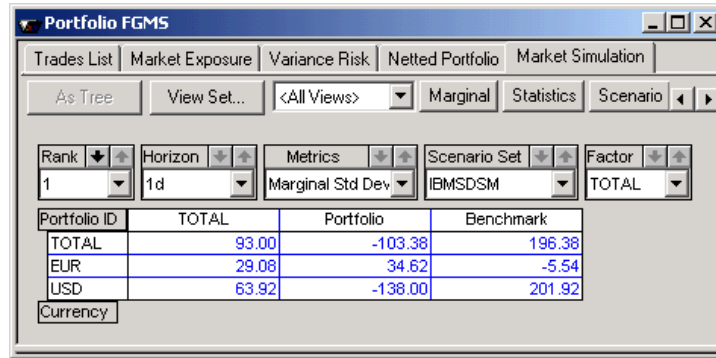 Portfolio FGMS
Trades List Market Exposure Variance Risk Netted Portfolio Market Simulation
As Tree View Set... <All Views> Marginal Statistics Scenario
Rank Horizon Metrics Scenario Set Factor
1 1d Marginal Std Dev IBMSDSM TOTAL
Portfolio ID TOTAL Portfolio Benchmark
TOTAL 93.00 -103.38 196.38
EUR 29.08 34.62 -5.54
USD 63.92 -138.00 201.92
Currency